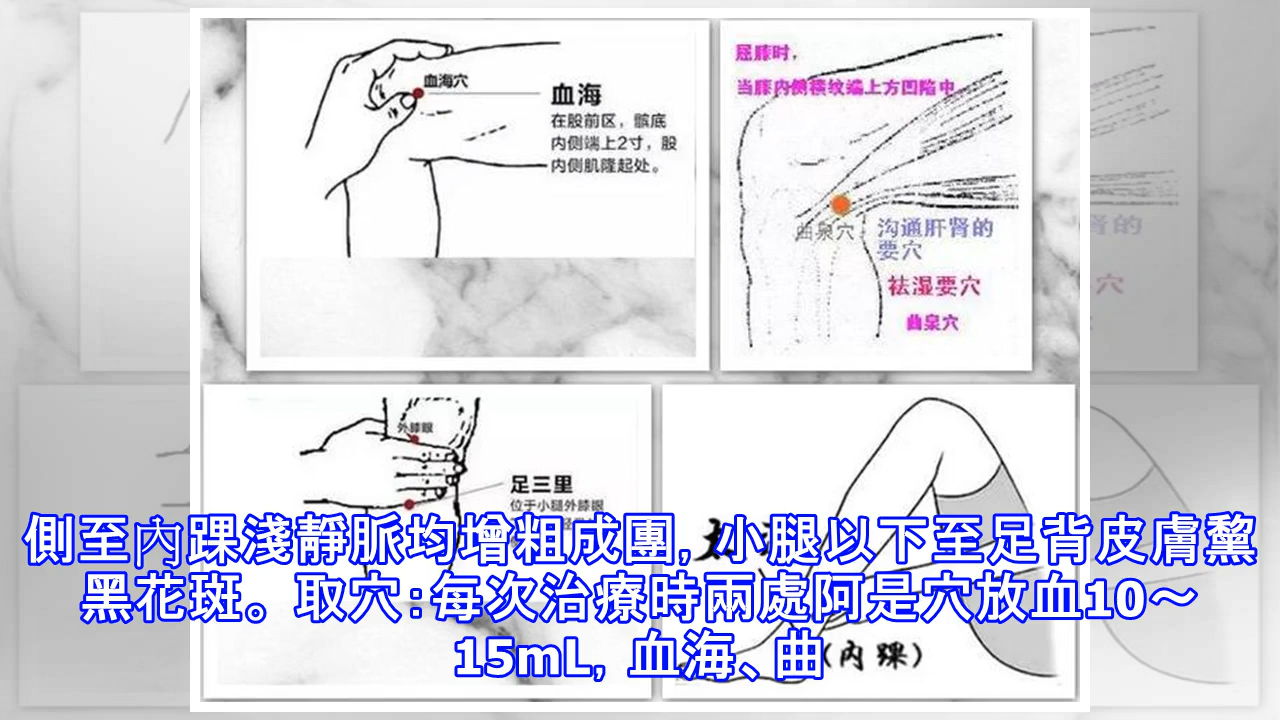 血海穴
血海
在股前区，髌底
内侧端上2寸，股
内侧肌隆起处。
屈膝时，
当膝内侧横纹端上方凹陷中
曲泉穴
沟通肝肾的
要穴
祛湿要穴
曲泉穴
肾的
穴
外膝眼
足三里
位于小腿外膝眼
側至內踝淺靜脈均增粗成團，小腿以下至足背皮膚黧
黑花斑。取穴：每次治療時兩處阿是穴放血10～
15mL，血海、曲
(内踝)